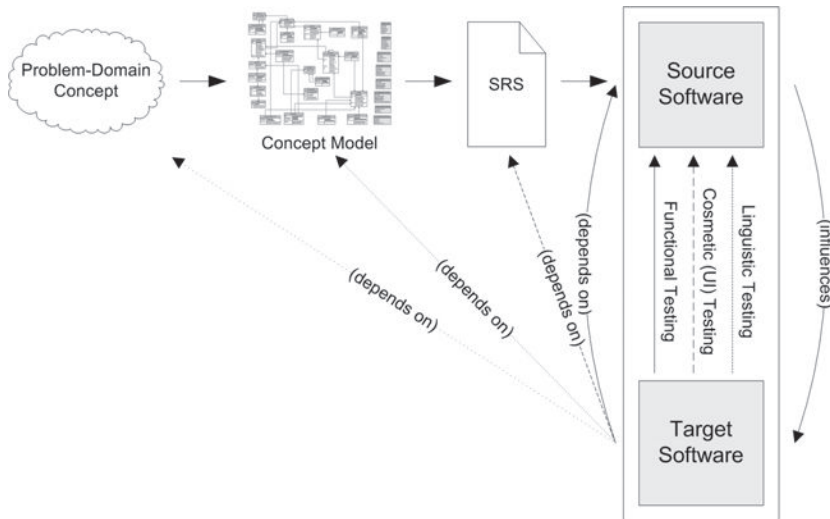 Problem-Domain
Concept
Concept Model
SRS
Source
Software
(depends on)
(depends on)
(depends on)
(depends on)
Functional Testing
Cosmetic (UI) Testing
Linguistic Testing
(influences)
Target
Software